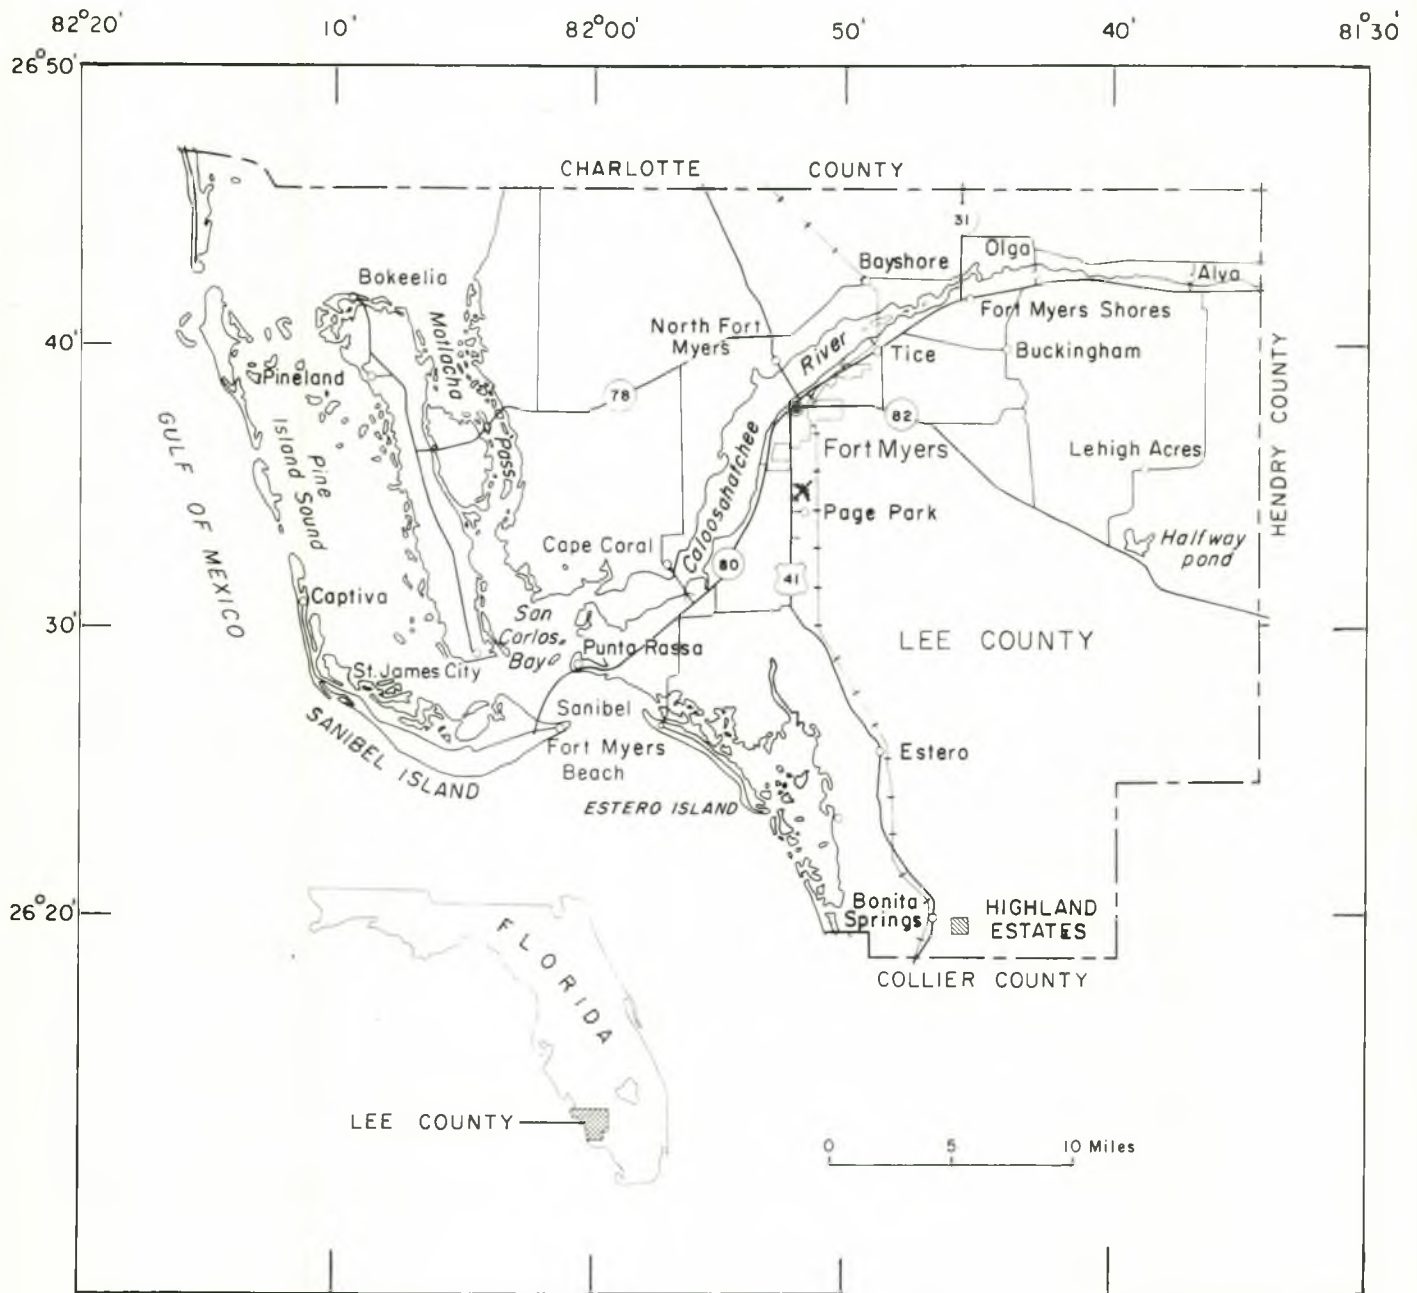 82°20'
10'
82°00'
50'
40'
81°30'
26°50'
CHARLOTTE COUNTY
31
Olga
Bayshore
Alva
Bokeelia
Fort Myers Shores
North Fort
Myers
River
40'
Matlacha
Pass
Tice
Buckingham
HENDRY COUNTY
Pineland
78
82
GULF OF MEXICO
Pine
Island Sound
Caloosahatchee
Fort Myers
Lehigh Acres
Page Park
Cape Coral
Halfway
pond
80
41
Captiva
30'
San
Carlos
Bay
Punta Rassa
LEE COUNTY
St. James City
Sanibel
SANIBEL ISLAND
Fort Myers
Beach
Estero
ESTERO ISLAND
26°20'
Bonita
Springs
HIGHLAND
ESTATES
COLLIER COUNTY
FLORIDA
LEE COUNTY
0 5 10 Miles